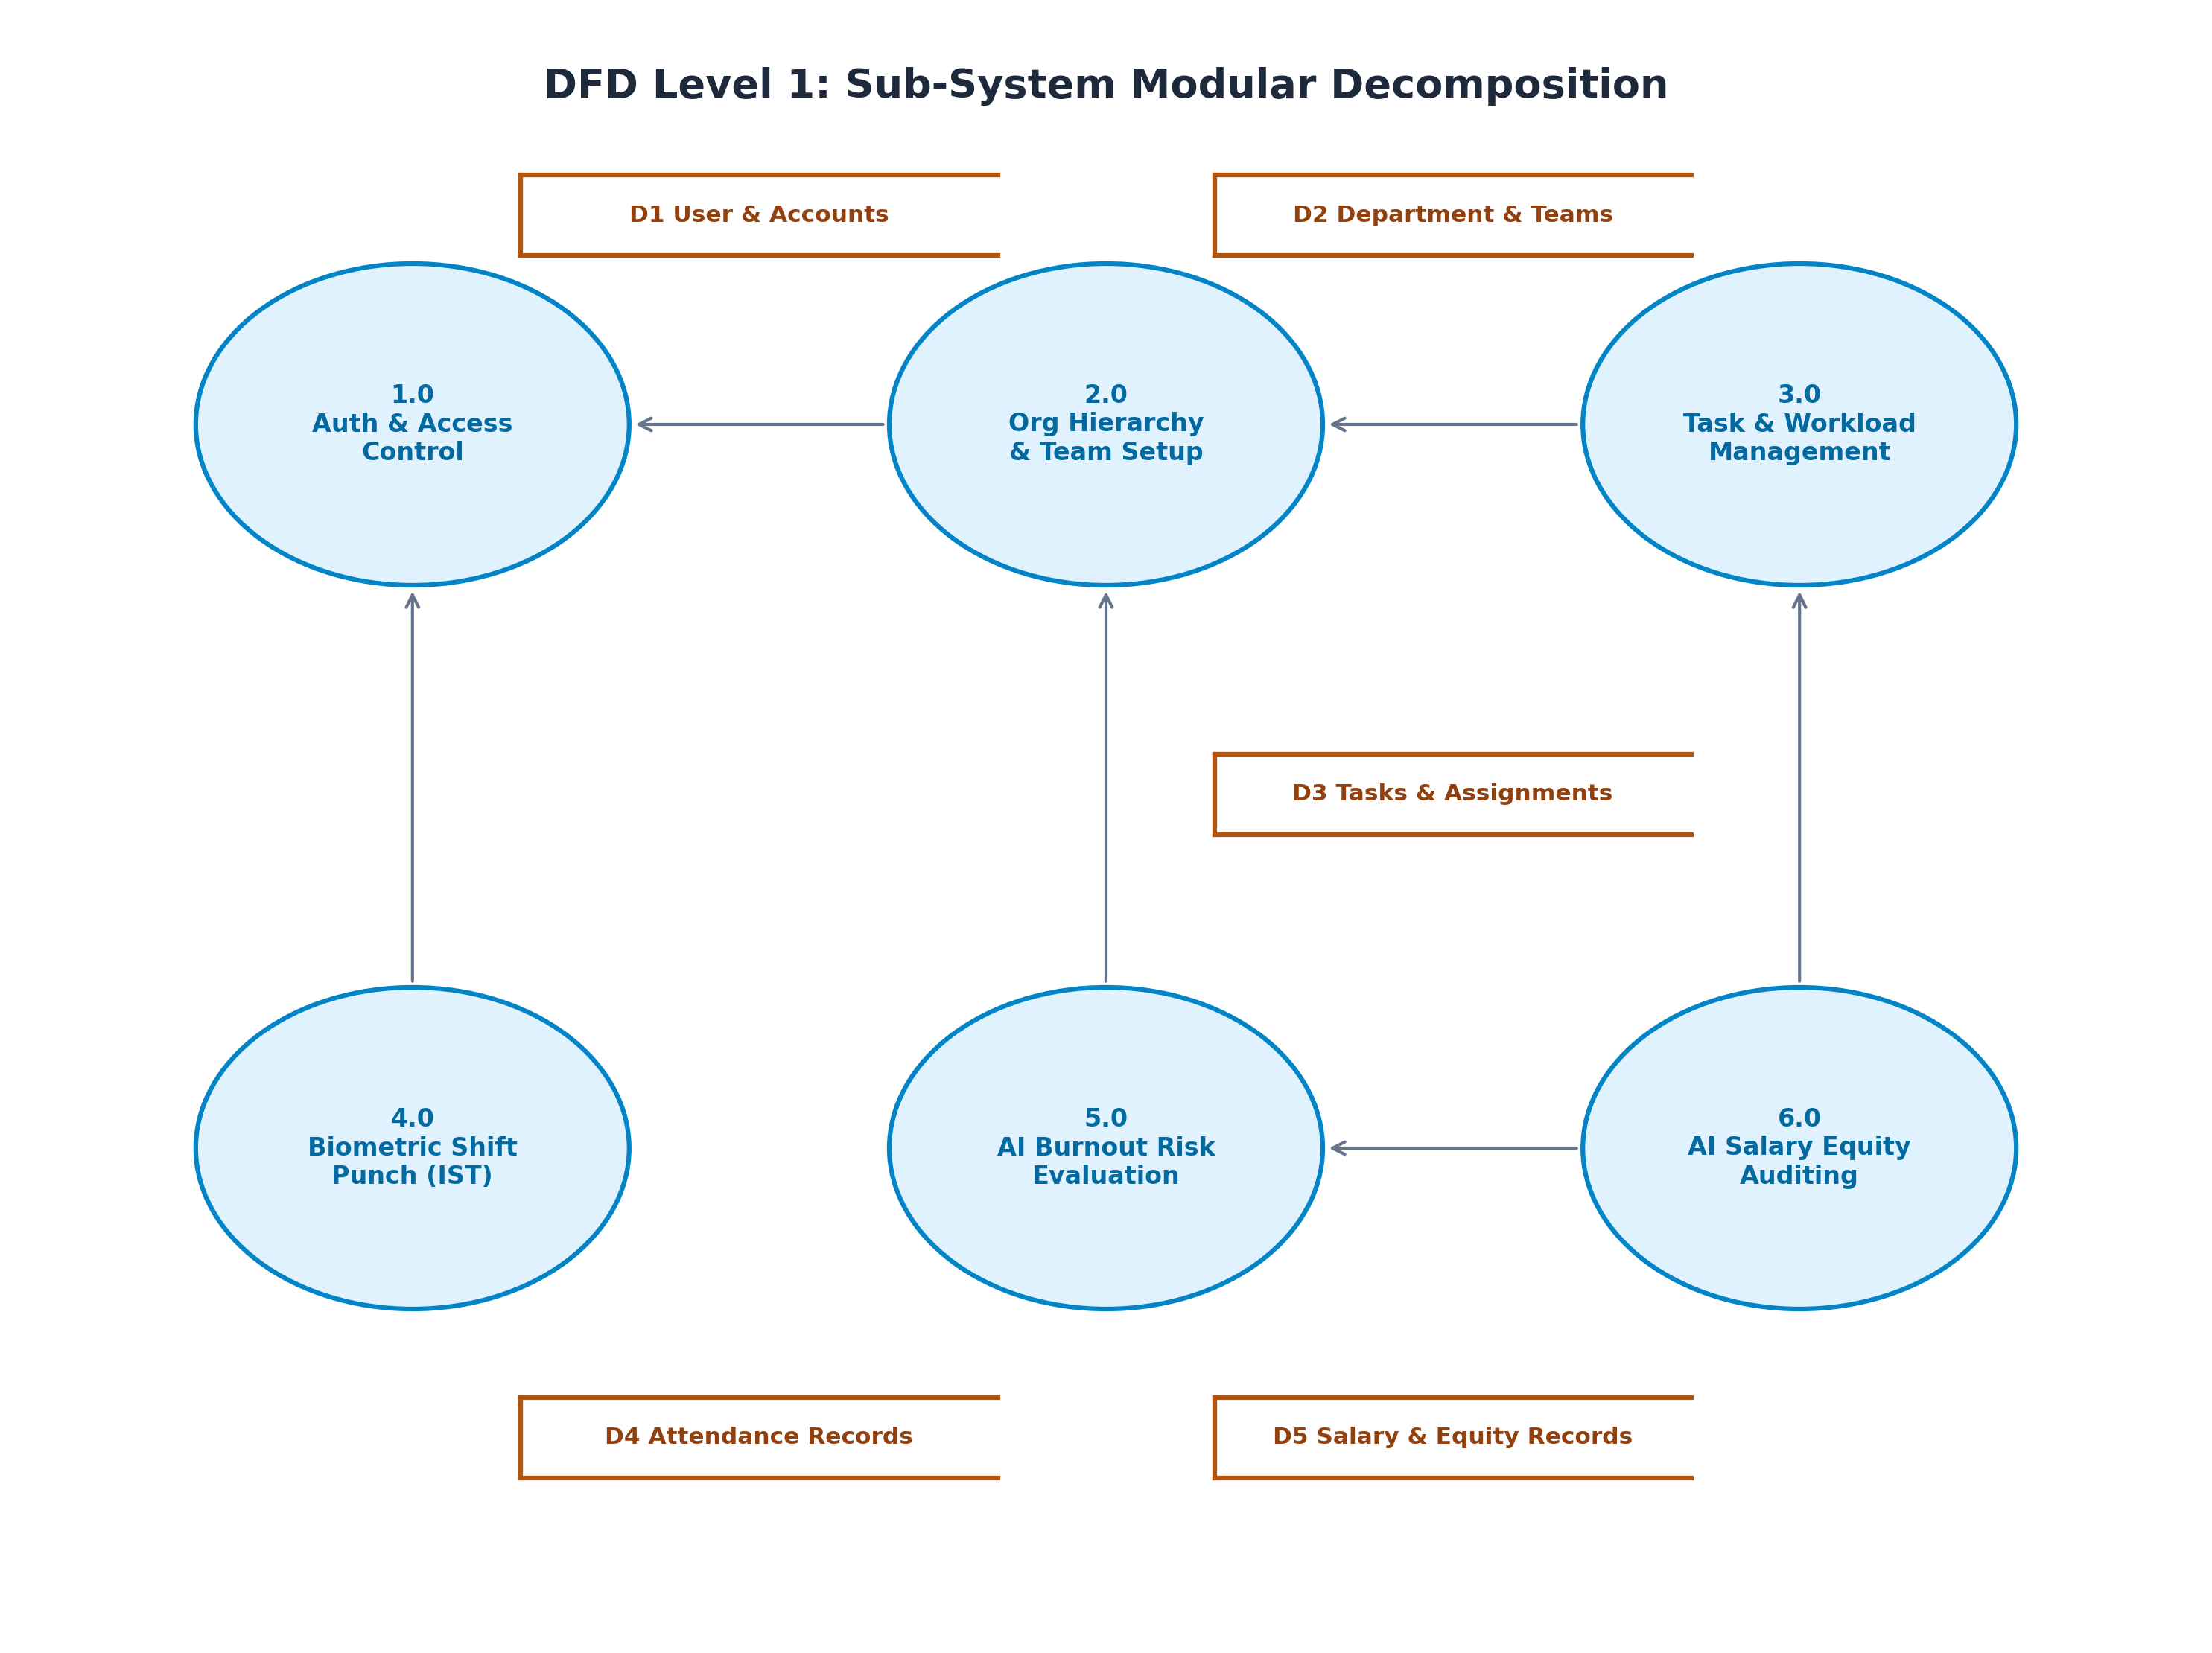 DFD Level 1: Sub-System Modular Decomposition
D1 User & Accounts
D2 Department & Teams
1.0
Auth & Access
Control
2.0
Org Hierarchy
& Team Setup
3.0
Task & Workload
Management
D3 Tasks & Assignments
4.0
Biometric Shift
Punch (IST)
5.0
AI Burnout Risk
Evaluation
6.0
AI Salary Equity
Auditing
D4 Attendance Records
D5 Salary & Equity Records